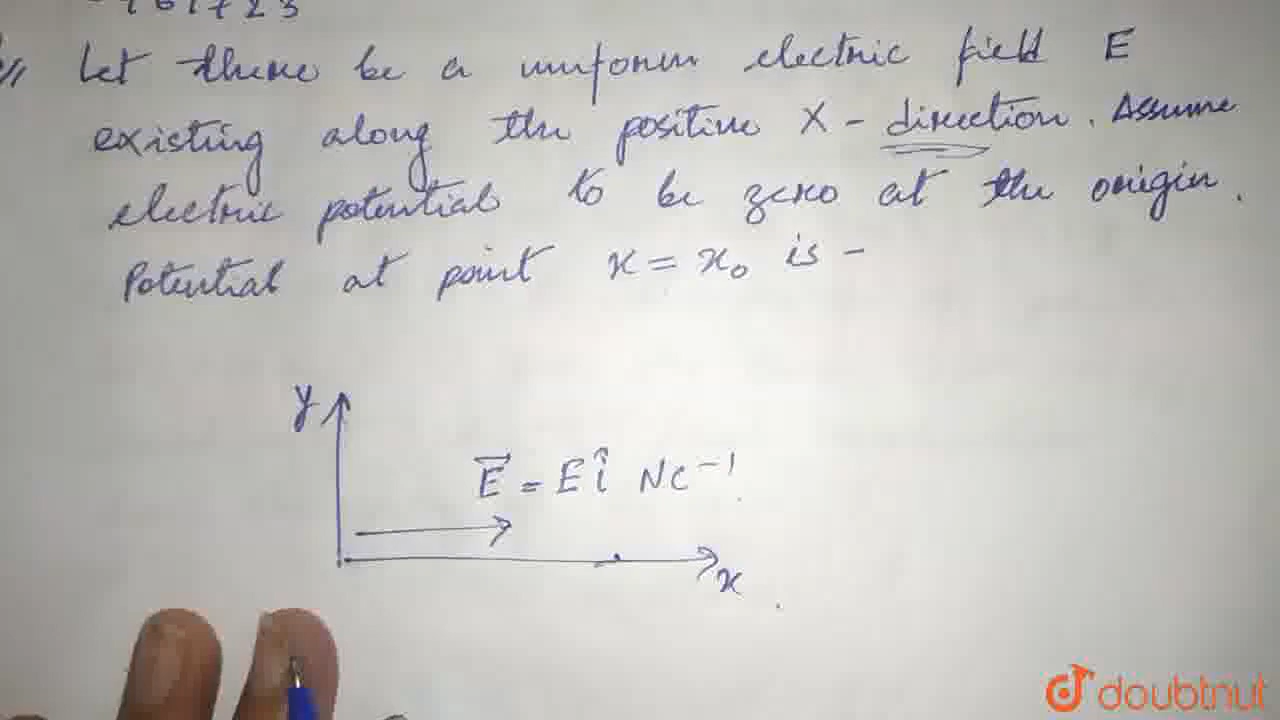 Let there be a uniform electric field E
existing along the positive X - direction. Assume
electric potential to be zero at the origin.
Potential at point x = x₀ is -
y
E⃗ = E î NC⁻¹
x
doubtnut